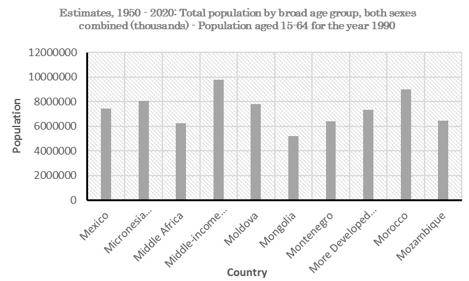 Estimates, 1950 - 2020: Total population by broad age group, both sexes
combined (thousands) - Population aged 15-64 for the year 1990
Population
12000000
10000000
8000000
6000000
4000000
2000000
0
Mexico
Micronesia...
Middle Africa
Middle-income...
Moldova
Mongolia
Montenegro
More Developed...
Morocco
Mozambique
Country